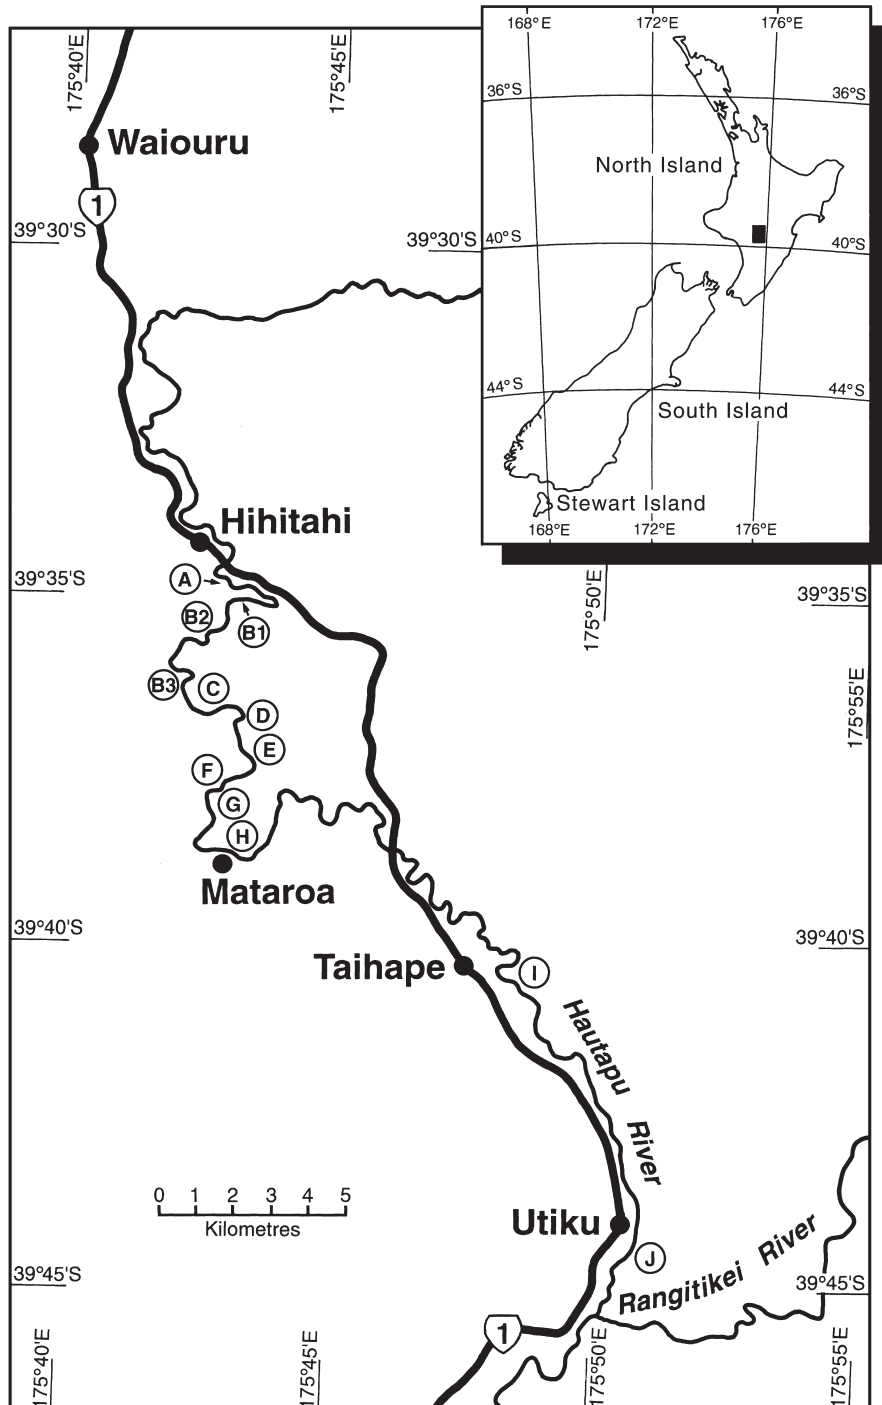 168°E 172°E 176°E
36°S 36°S
North Island
40°S 40°S
44°S 44°S
South Island
Stewart Island
168°E 172°E 176°E
175°40'E 175°45'E
Waiouru
1
39°30'S 39°30'S
Hihitahi
39°35'S 39°35'S
175°50'E
175°55'E
A
B2
B1
B3
C
D
E
F
G
H
Mataroa
39°40'S 39°40'S
Taihape
I
Hautapu River
0 1 2 3 4 5
Kilometres
Utiku
J
Rangitikei River
39°45'S 39°45'S
1
175°40'E 175°45'E 175°50'E 175°55'E